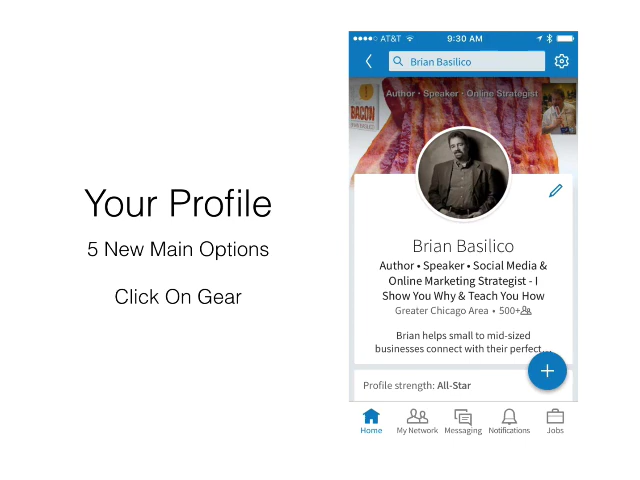 Your Profile
5 New Main Options
Click On Gear
AT&T
9:30 AM
Brian Basilico
Author • Speaker • Online Strategist
BACON
Brian Basilico
Author • Speaker • Social Media &
Online Marketing Strategist - I
Show You Why & Teach You How
Greater Chicago Area • 500+
Brian helps small to mid-sized
businesses connect with their perfect...
Profile strength: All-Star
Home
My Network
Messaging
Notifications
Jobs